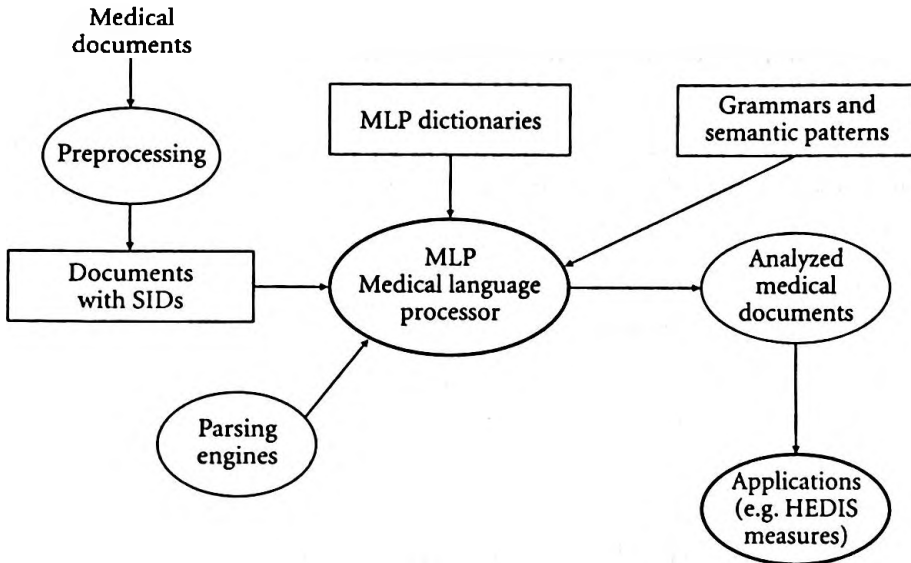 Medical
documents
Preprocessing
MLP dictionaries
Grammars and
semantic patterns
Documents
with SIDs
MLP
Medical language
processor
Analyzed
medical
documents
Parsing
engines
Applications
(e.g. HEDIS
measures)